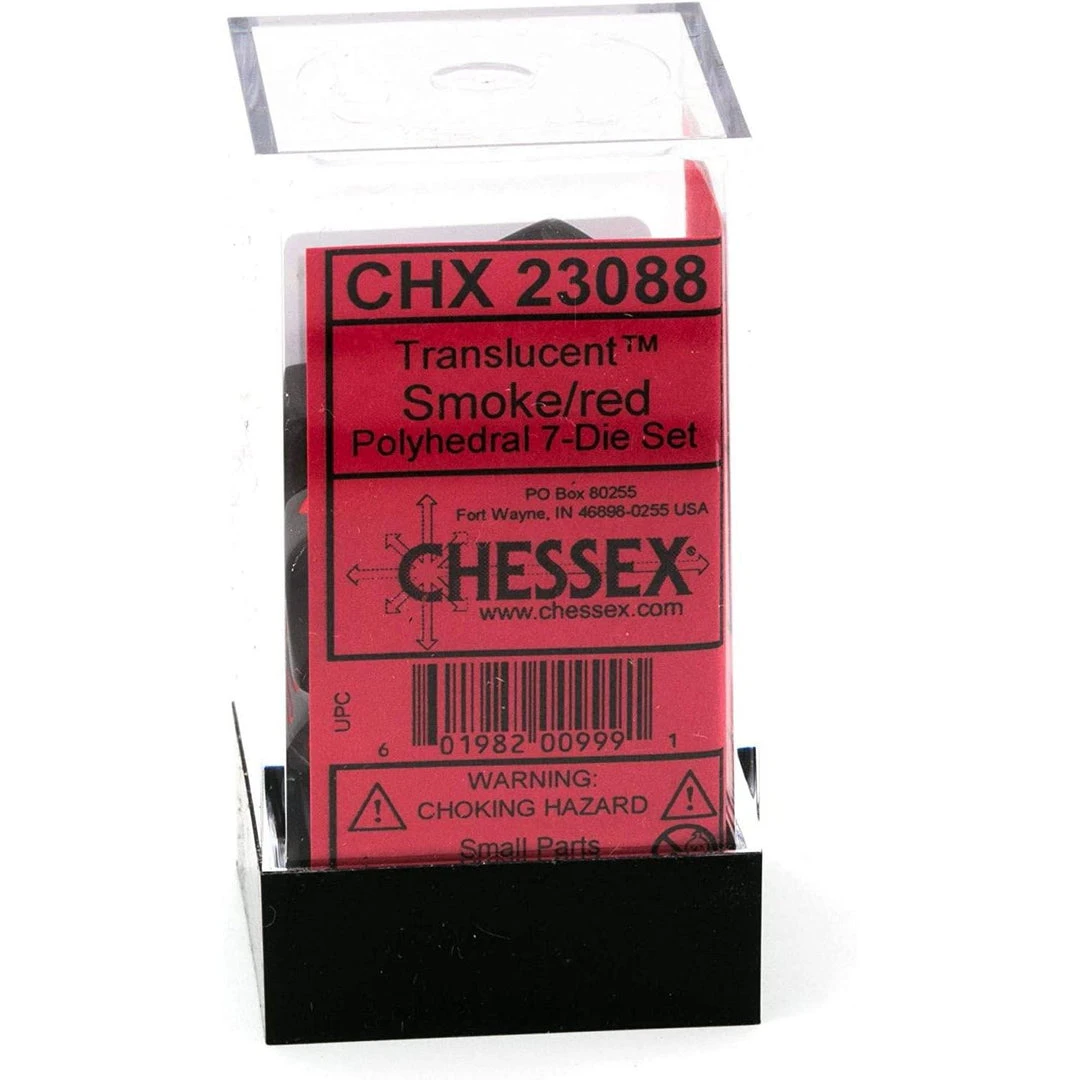 CHX 23088
Translucent™
Smoke/red
Polyhedral 7-Die Set
PO Box 80255
Fort Wayne, IN 46898-0255 USA
CHESSEX®
www.chessex.com
UPC
6 01982 00999 1
WARNING:
CHOKING HAZARD
Small Parts